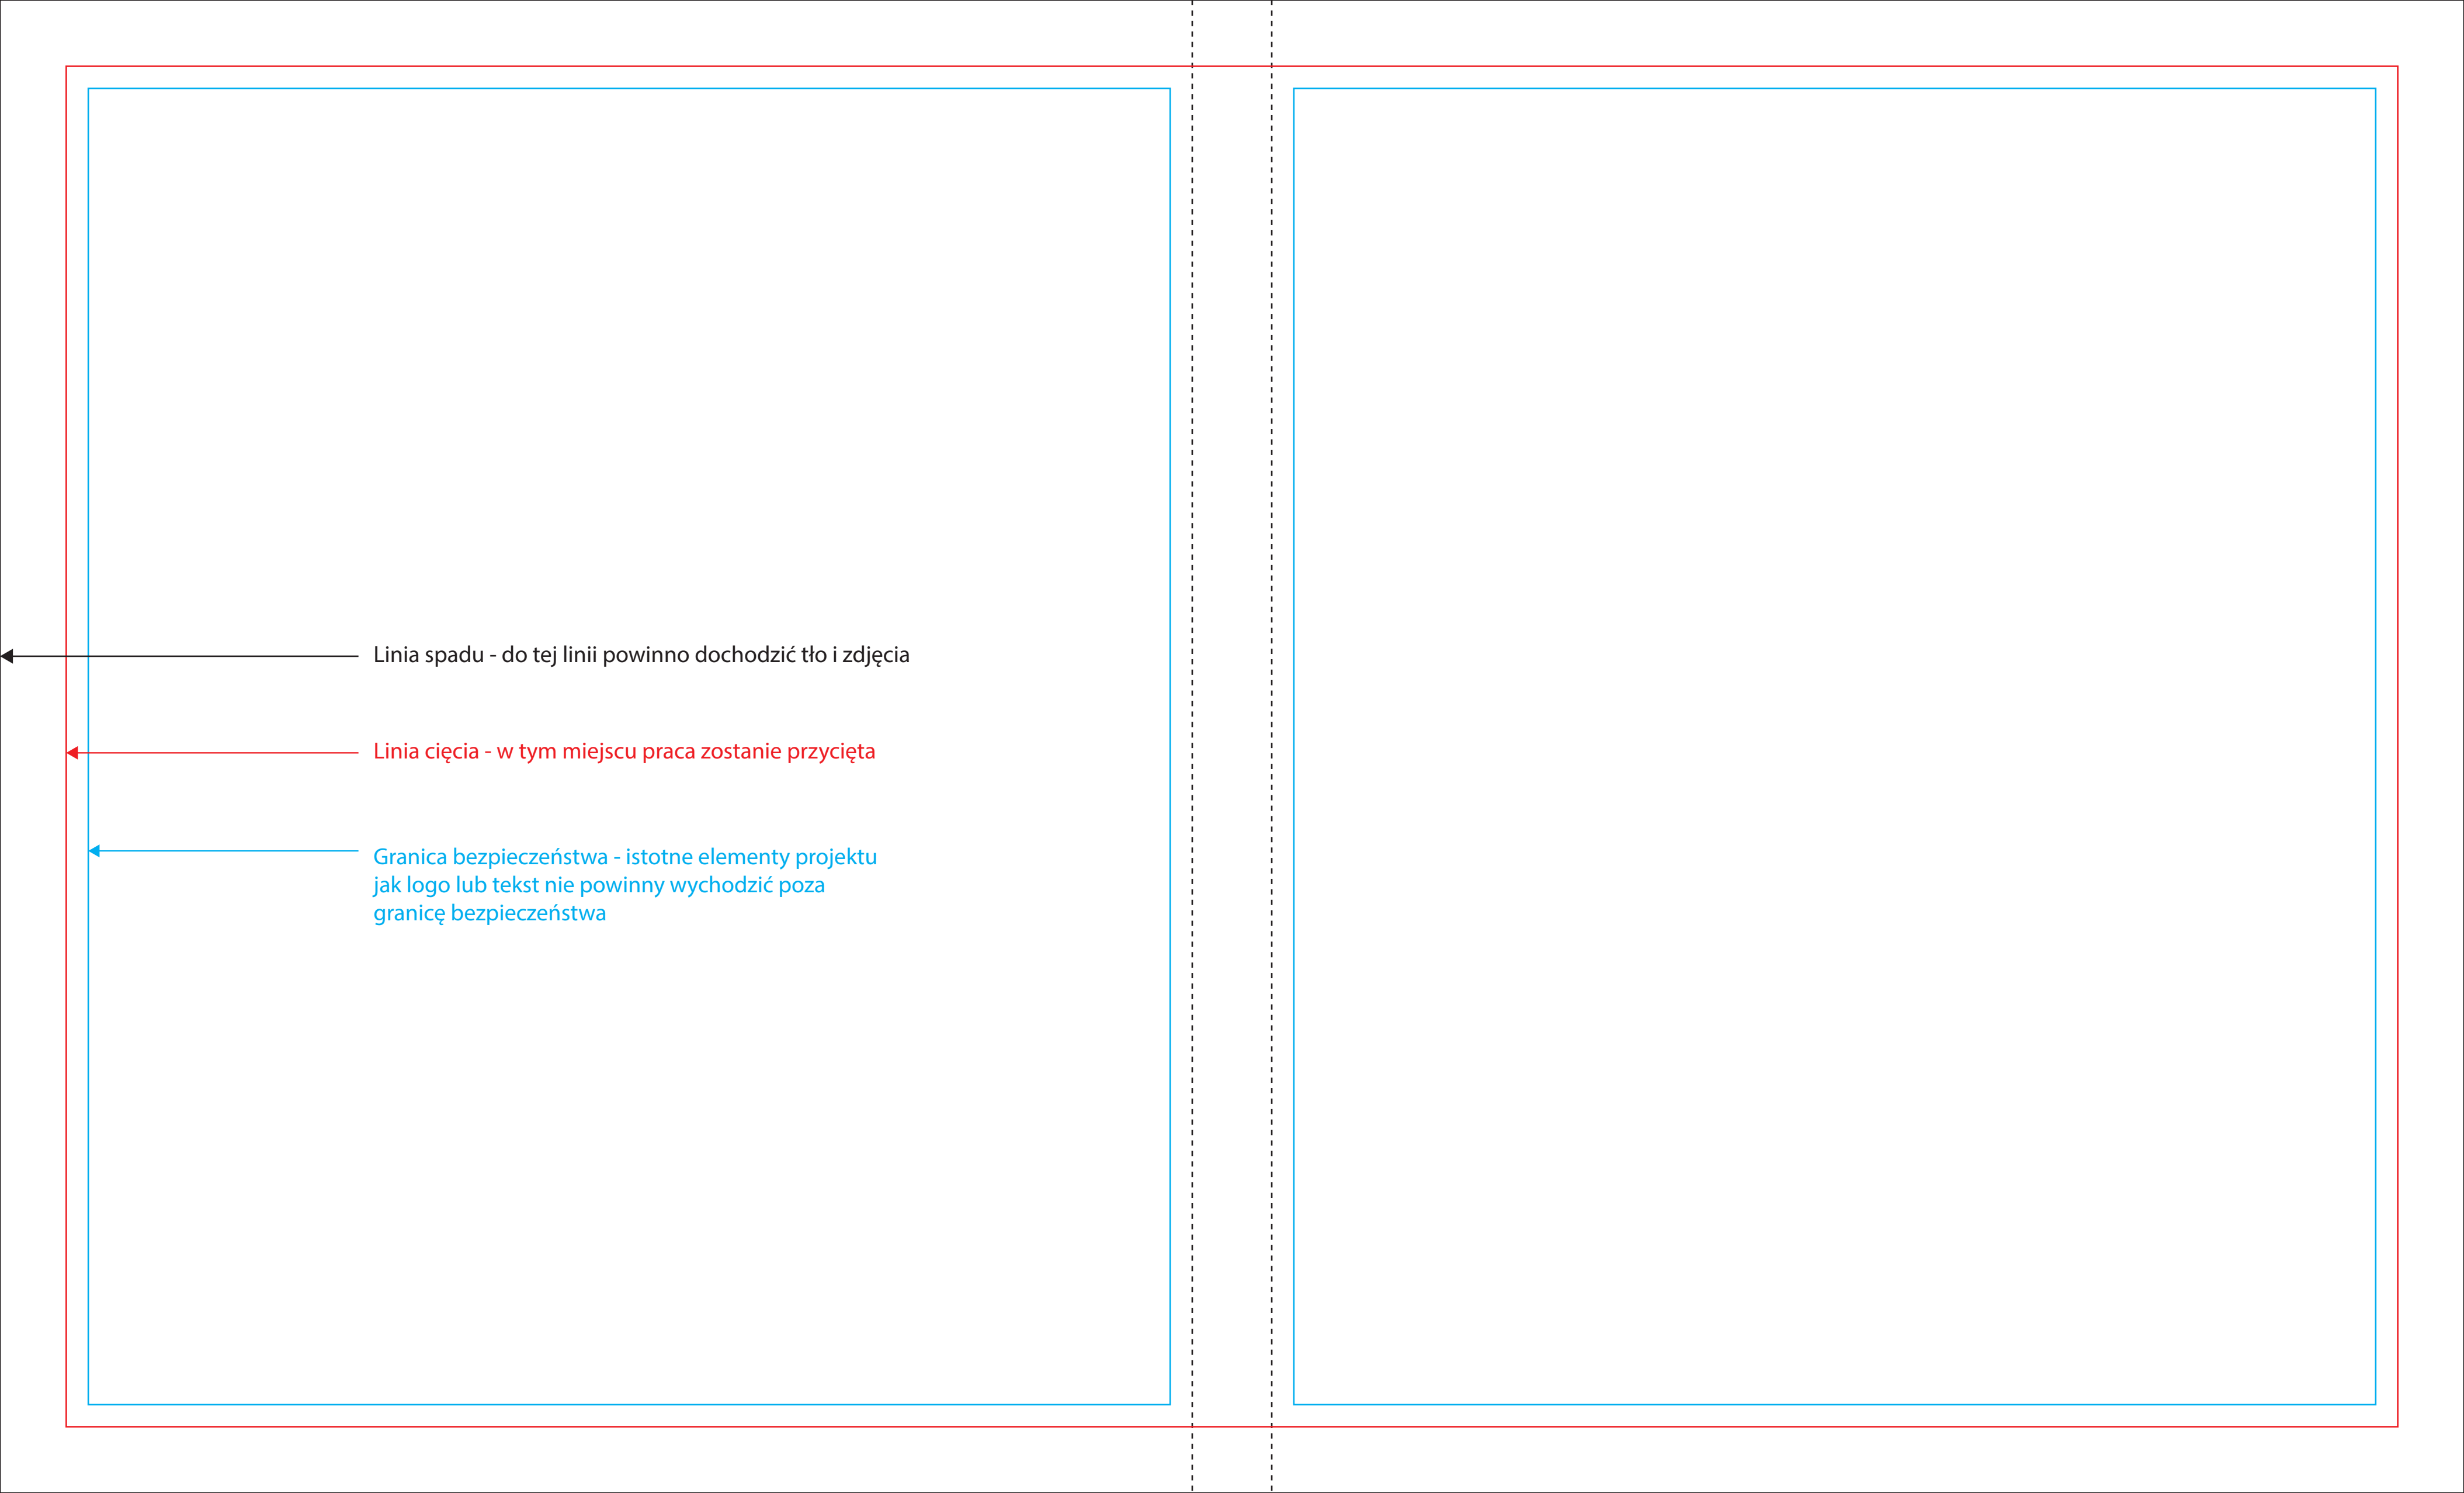 Linia spadu - do tej linii powinno dochodzić tło i zdjęcia
Linia cięcia - w tym miejscu praca zostanie przycięta
Granica bezpieczeństwa - istotne elementy projektu
jak logo lub tekst nie powinny wychodzić poza
granicę bezpieczeństwa